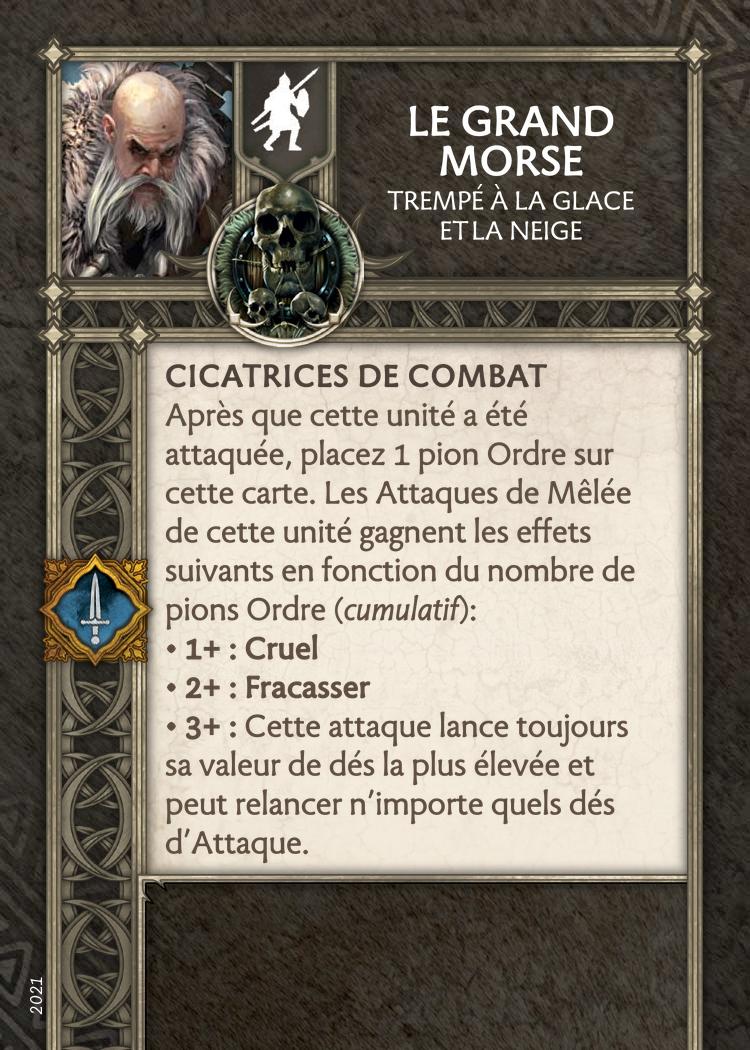 LE GRAND
MORSE
TREMPÉ À LA GLACE
ET LA NEIGE
CICATRICES DE COMBAT
Après que cette unité a été
attaquée, placez 1 pion Ordre sur
cette carte. Les Attaques de Mêlée
de cette unité gagnent les effets
suivants en fonction du nombre de
pions Ordre (cumulatif):
• 1+ : Cruel
• 2+ : Fracasser
• 3+ : Cette attaque lance toujours
sa valeur de dés la plus élevée et
peut relancer n’importe quels dés
d’Attaque.
2021